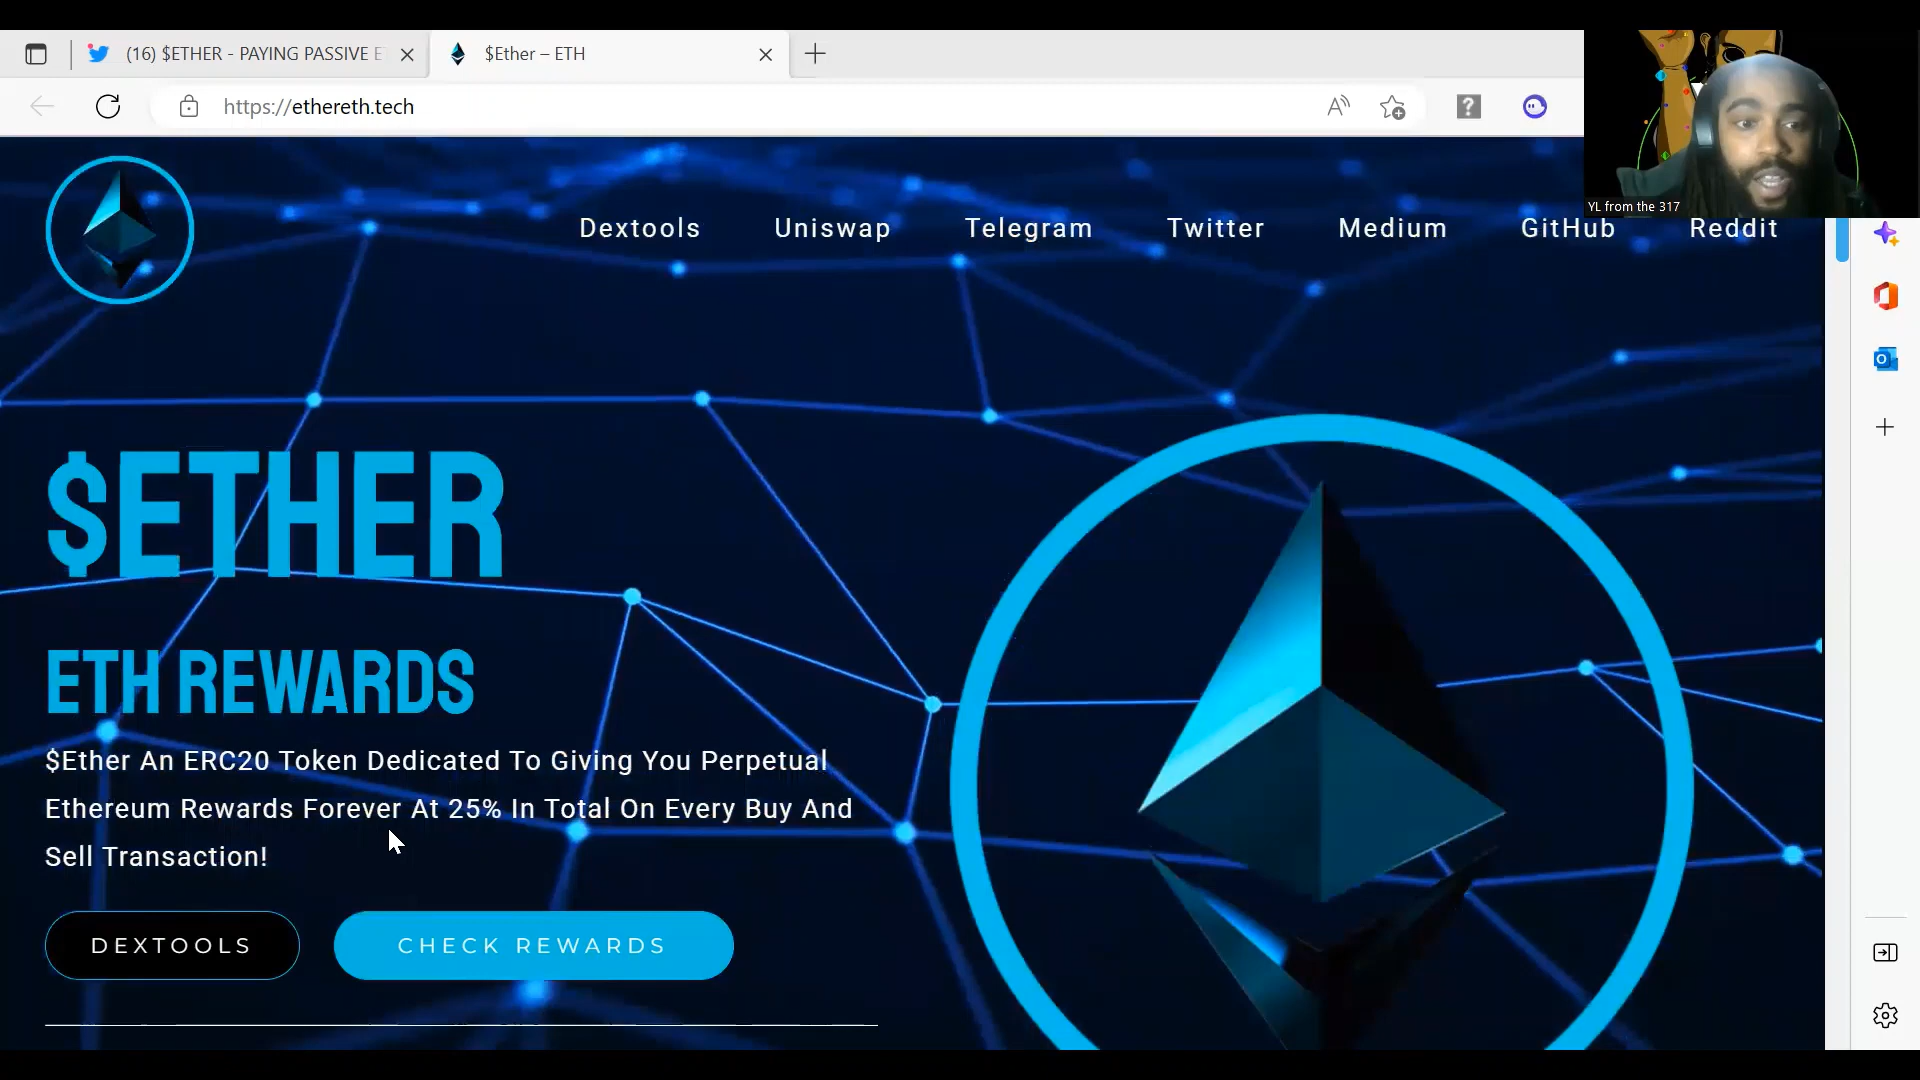 (16) $ETHER - PAYING PASSIVE E
$Ether – ETH
https://ethereth.tech
YL from the 317
Dextools
Uniswap
Telegram
Twitter
Medium
GitHub
Reddit
$ETHER
ETH REWARDS
$Ether An ERC20 Token Dedicated To Giving You Perpetual
Ethereum Rewards Forever At 25% In Total On Every Buy And
Sell Transaction!
DEXTOOLS
CHECK REWARDS